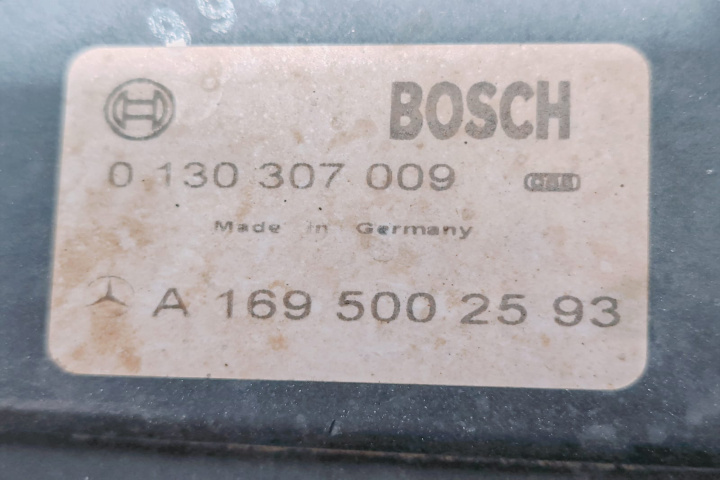 BOSCH
0 130 307 009
Made in Germany
A 169 500 25 93